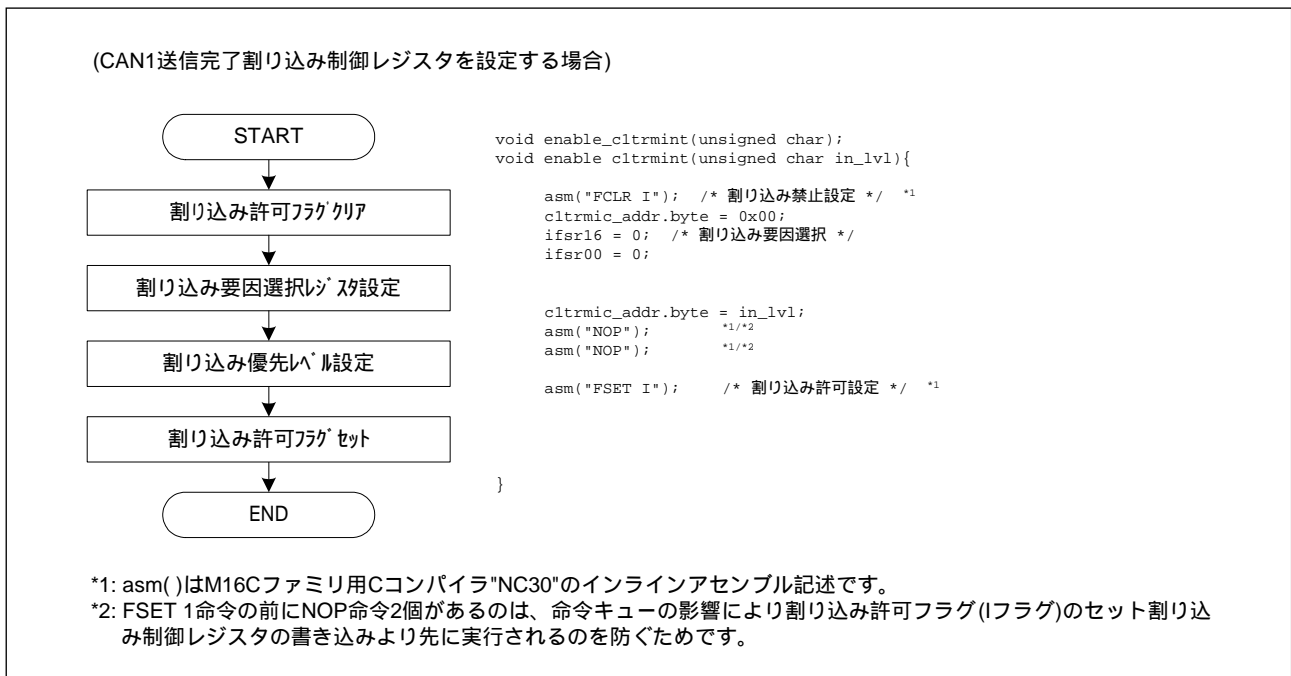 (CAN1送信完了割り込み制御レジスタを設定する場合)
START
割り込み許可ﾌﾗｸﾞｸﾘｱ
割り込み要因選択ﾚｼﾞｽﾀ設定
割り込み優先ﾚﾍﾞﾙ設定
割り込み許可ﾌﾗｸﾞｾｯﾄ
END
void enable_c1trmint(unsigned char);
void enable c1trmint(unsigned char in_lvl){
asm("FCLR I"); /* 割り込み禁止設定 */ *1
c1trmic_addr.byte = 0x00;
ifsr16 = 0; /* 割り込み要因選択 */
ifsr00 = 0;
c1trmic_addr.byte = in_lvl;
asm("NOP"); *1/*2
asm("NOP"); *1/*2
asm("FSET I"); /* 割り込み許可設定 */ *1
}
*1: asm( )はM16Cファミリ用Cコンパイラ"NC30"のインラインアセンブル記述です。
*2: FSET 1命令の前にNOP命令2個があるのは、命令キューの影響により割り込み許可フラグ(Iフラグ)のセット割り込
み制御レジスタの書き込みより先に実行されるのを防ぐためです。